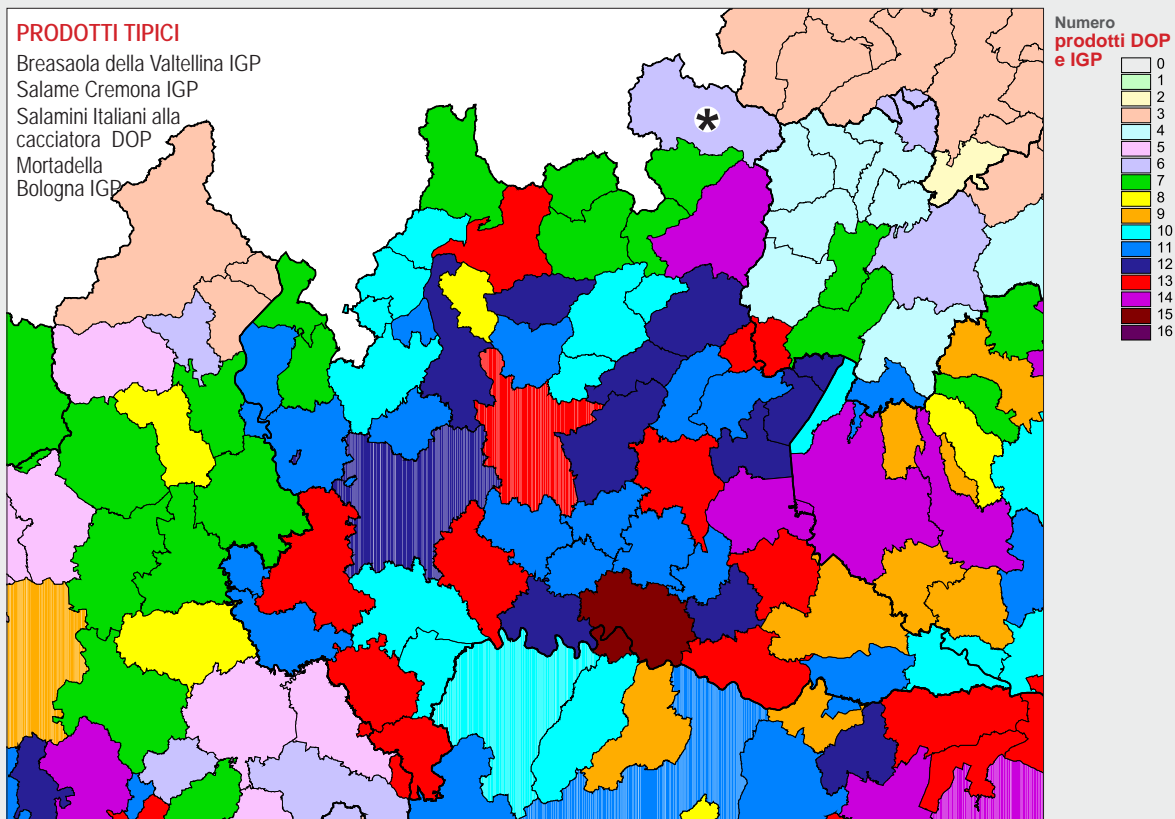 PRODOTTI TIPICI
Breasaola della Valtellina IGP
Salame Cremona IGP
Salamini Italiani alla
cacciatora DOP
Mortadella
Bologna IGP
*
Numero
prodotti DOP
e IGP
0
1
2
3
4
5
6
7
8
9
10
11
12
13
14
15
16